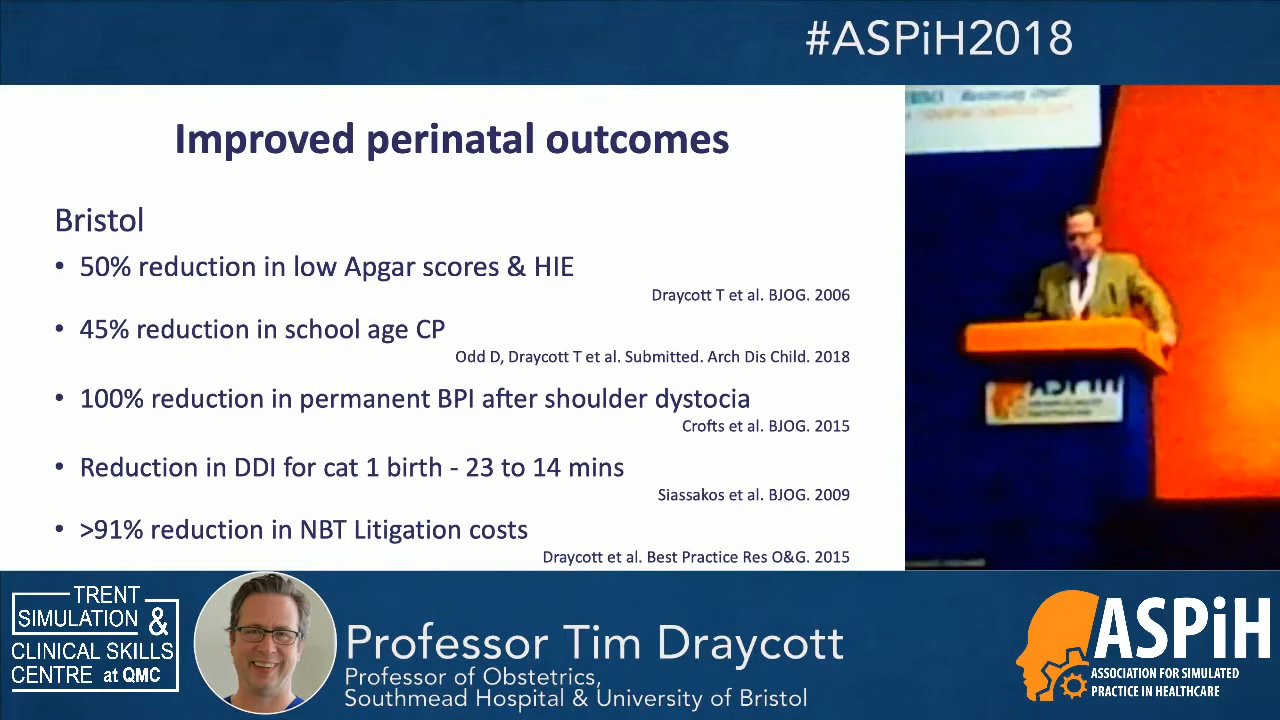 #ASPiH2018
Improved perinatal outcomes
Bristol
• 50% reduction in low Apgar scores & HIE
Draycott T et al. BJOG. 2006
• 45% reduction in school age CP
Odd D, Draycott T et al. Submitted. Arch Dis Child. 2018
• 100% reduction in permanent BPI after shoulder dystocia
Crofts et al. BJOG. 2015
• Reduction in DDI for cat 1 birth - 23 to 14 mins
Siassakos et al. BJOG. 2009
• >91% reduction in NBT Litigation costs
Draycott et al. Best Practice Res O&G. 2015
ASPiH
TRENT
SIMULATION &
CLINICAL SKILLS
CENTRE at QMC
Professor Tim Draycott
Professor of Obstetrics,
Southmead Hospital & University of Bristol
ASPiH
ASSOCIATION FOR SIMULATED
PRACTICE IN HEALTHCARE